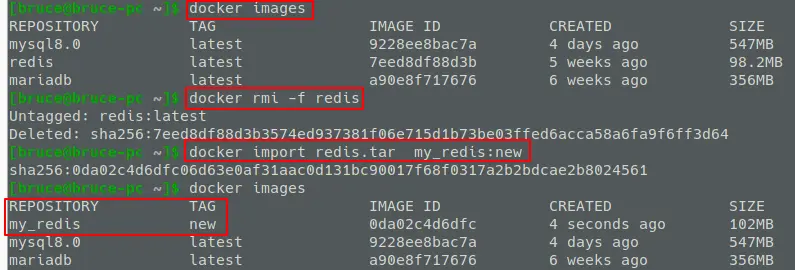 [bruce@bruce-pc ~]$ docker images
REPOSITORY TAG IMAGE ID CREATED SIZE
mysql8.0 latest 9228ee8bac7a 4 days ago 547MB
redis latest 7eed8df88d3b 5 weeks ago 98.2MB
mariadb latest a90e8f717676 6 weeks ago 356MB
[bruce@bruce-pc ~]$ docker rmi -f redis
Untagged: redis:latest
Deleted: sha256:7eed8df88d3b3574ed937381f06e715d1b73be03ffed6acca58a6fa9f6ff3d64
[bruce@bruce-pc ~]$ docker import redis.tar my_redis:new
sha256:0da02c4d6dfc06d63e0af31aac0d131bc90017f68f0317a2b2bdcae2b8024561
[bruce@bruce-pc ~]$ docker images
REPOSITORY TAG IMAGE ID CREATED SIZE
my_redis new 0da02c4d6dfc 4 seconds ago 102MB
mysql8.0 latest 9228ee8bac7a 4 days ago 547MB
mariadb latest a90e8f717676 6 weeks ago 356MB